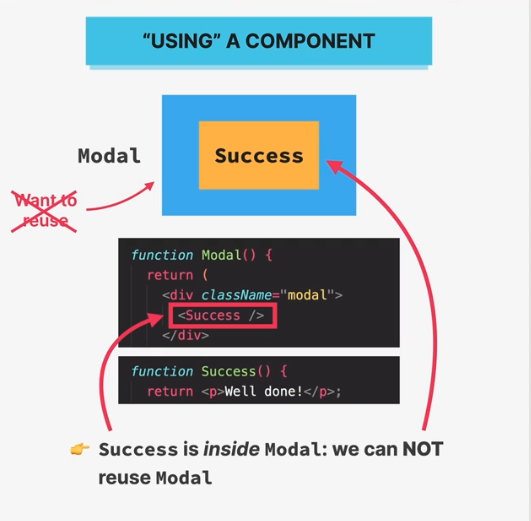 “USING” A COMPONENT
Modal
Success
Want to
reuse
function Modal() {
return (
<div className="modal">
<Success />
</div>
function Success() {
return <p>Well done!</p>;
👉 Success is inside Modal: we can NOT
reuse Modal